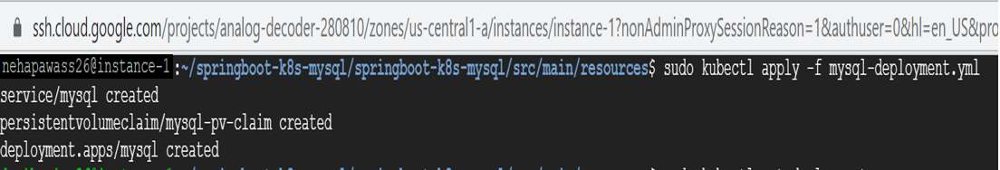 ssh.cloud.google.com/projects/analog-decoder-280810/zones/us-central1-a/instances/instance-1?nonAdminProxySessionReason=1&authuser=0&hl=en_US&pro
nehapawass26@instance-1:~/springboot-k8s-mysql/springboot-k8s-mysql/src/main/resources$ sudo kubectl apply -f mysql-deployment.yml
service/mysql created
persistentvolumeclaim/mysql-pv-claim created
deployment.apps/mysql created